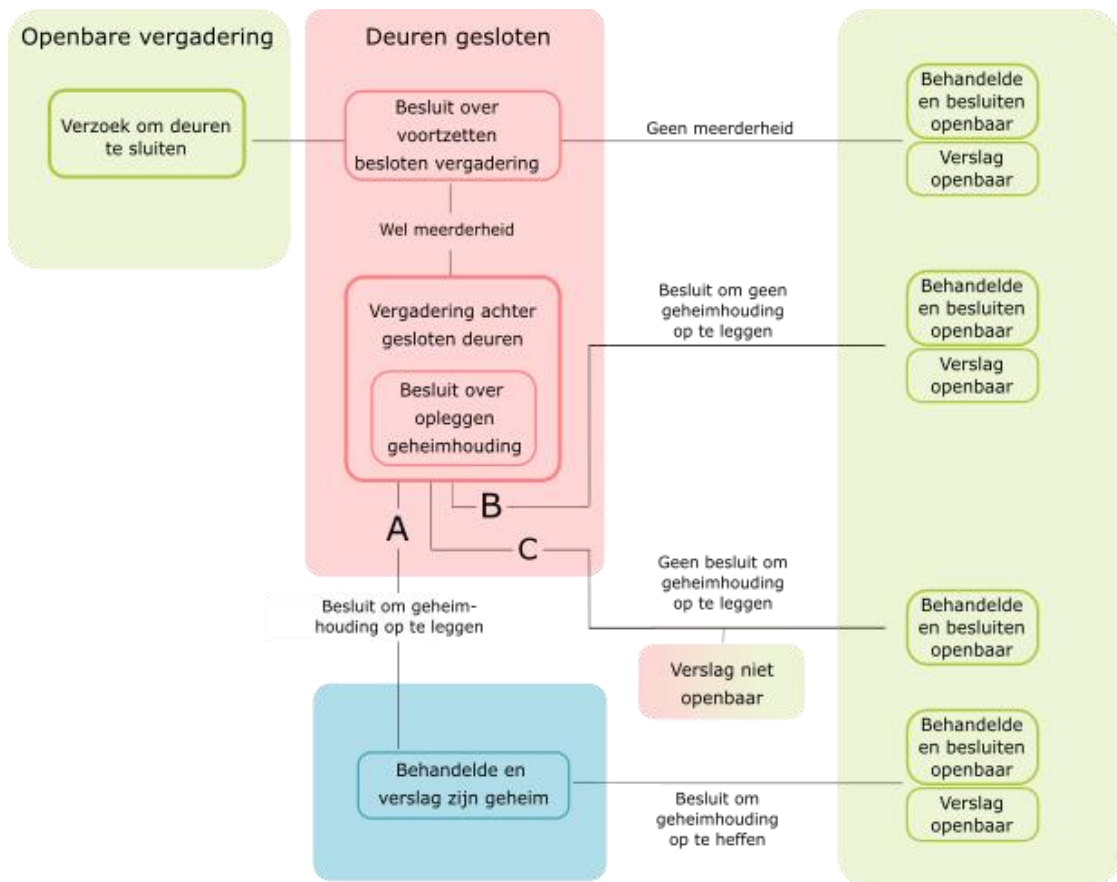 Openbare vergadering
Verzoek om deuren
te sluiten
Deuren gesloten
Besluit over
voortzetten
besloten vergadering
Geen meerderheid
Behandelde
en besluiten
openbaar
Verslag
openbaar
Wel meerderheid
Vergadering achter
gesloten deuren
Besluit over
opleggen
geheimhouding
Besluit om geen
geheimhouding
op te leggen
Behandelde
en besluiten
openbaar
Verslag
openbaar
B
A
C
Geen besluit om
geheimhouding
op te leggen
Verslag niet
openbaar
Behandelde
en besluiten
openbaar
Besluit om geheim-
houding op te leggen
Behandelde en
verslag zijn geheim
Besluit om
geheimhouding
op te heffen
Behandelde
en besluiten
openbaar
Verslag
openbaar